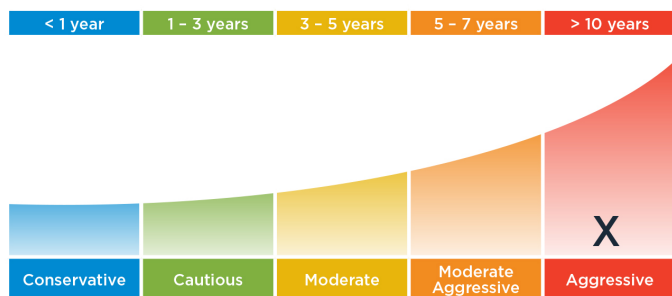 < 1 year
1 – 3 years
3 – 5 years
5 – 7 years
> 10 years
X
Conservative
Cautious
Moderate
Moderate
Aggressive
Aggressive